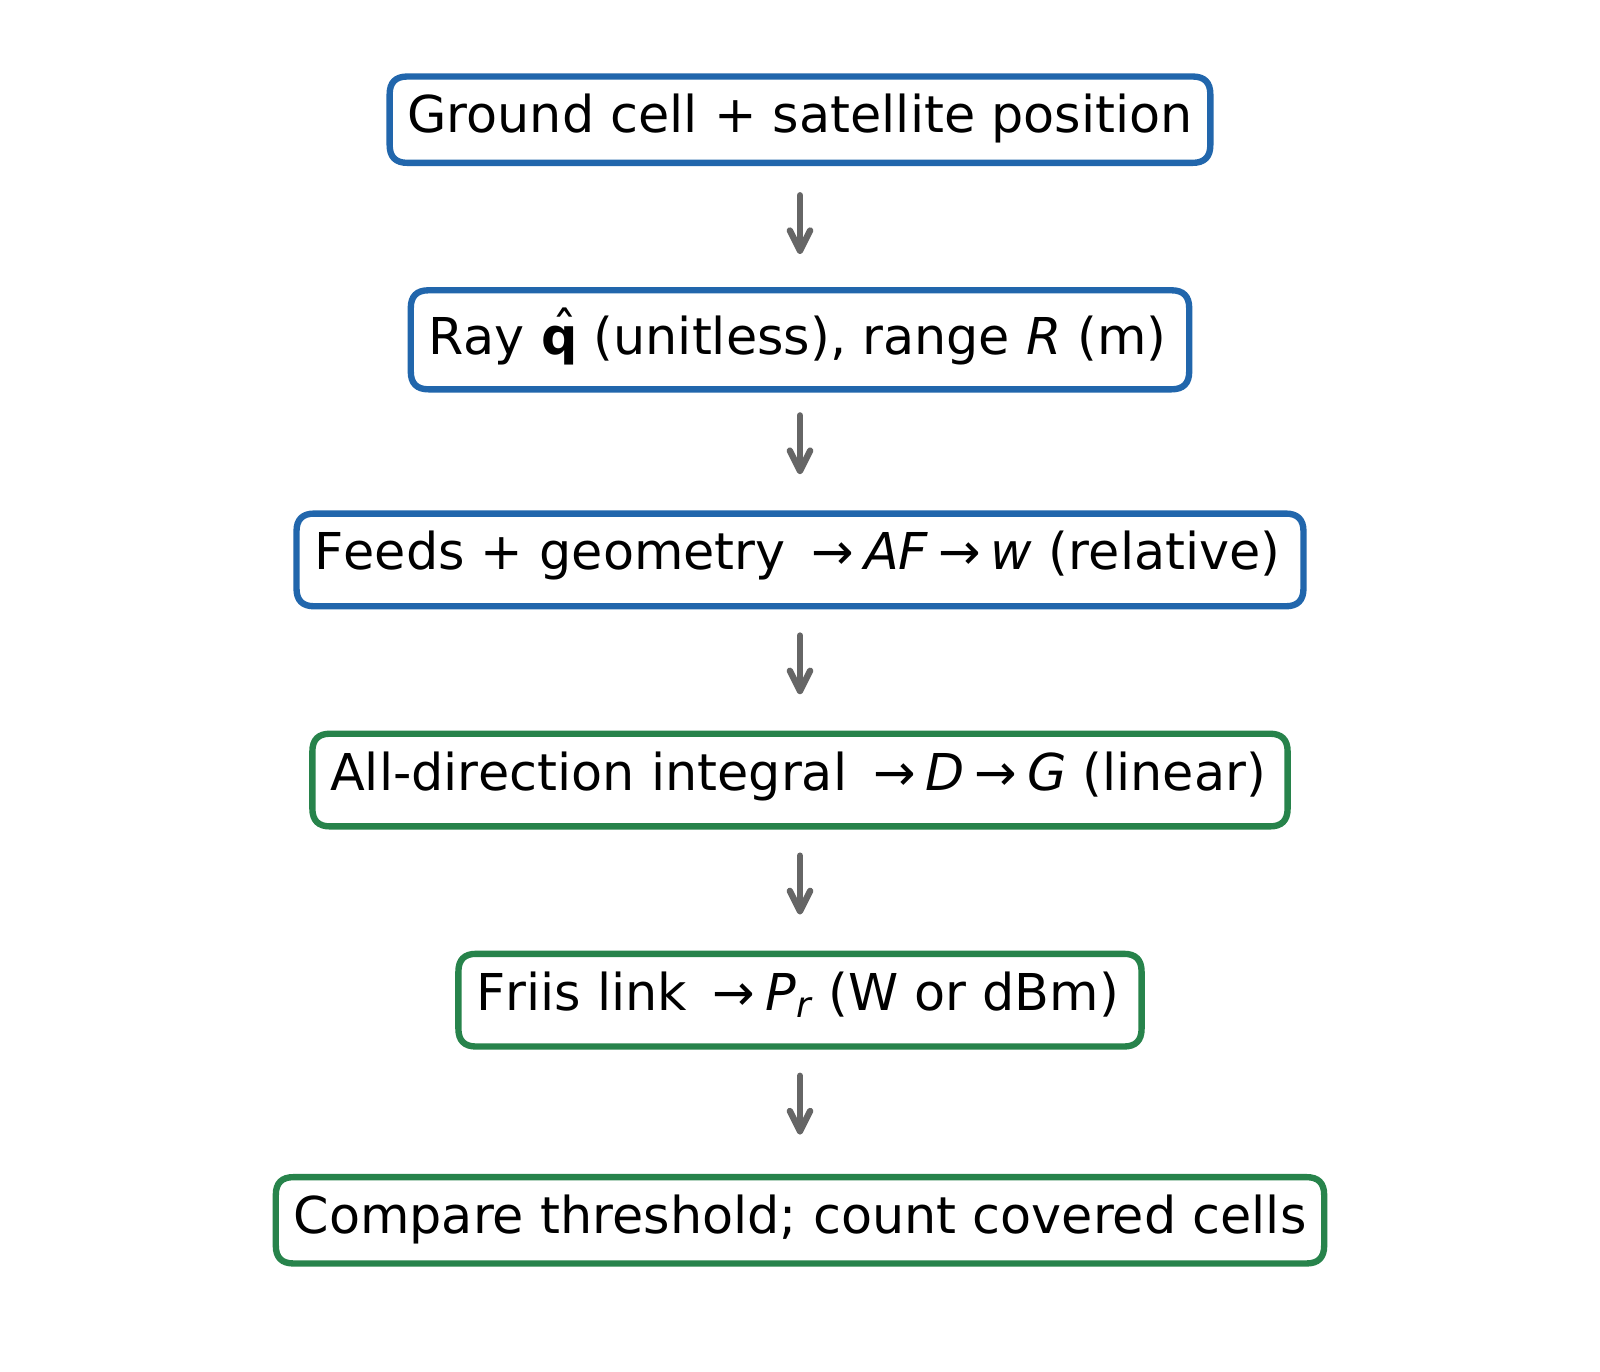 Ground cell + satellite position
Ray q̂ (unitless), range R (m)
Feeds + geometry → AF → w (relative)
All-direction integral → D → G (linear)
Friis link → Pᵣ (W or dBm)
Compare threshold; count covered cells